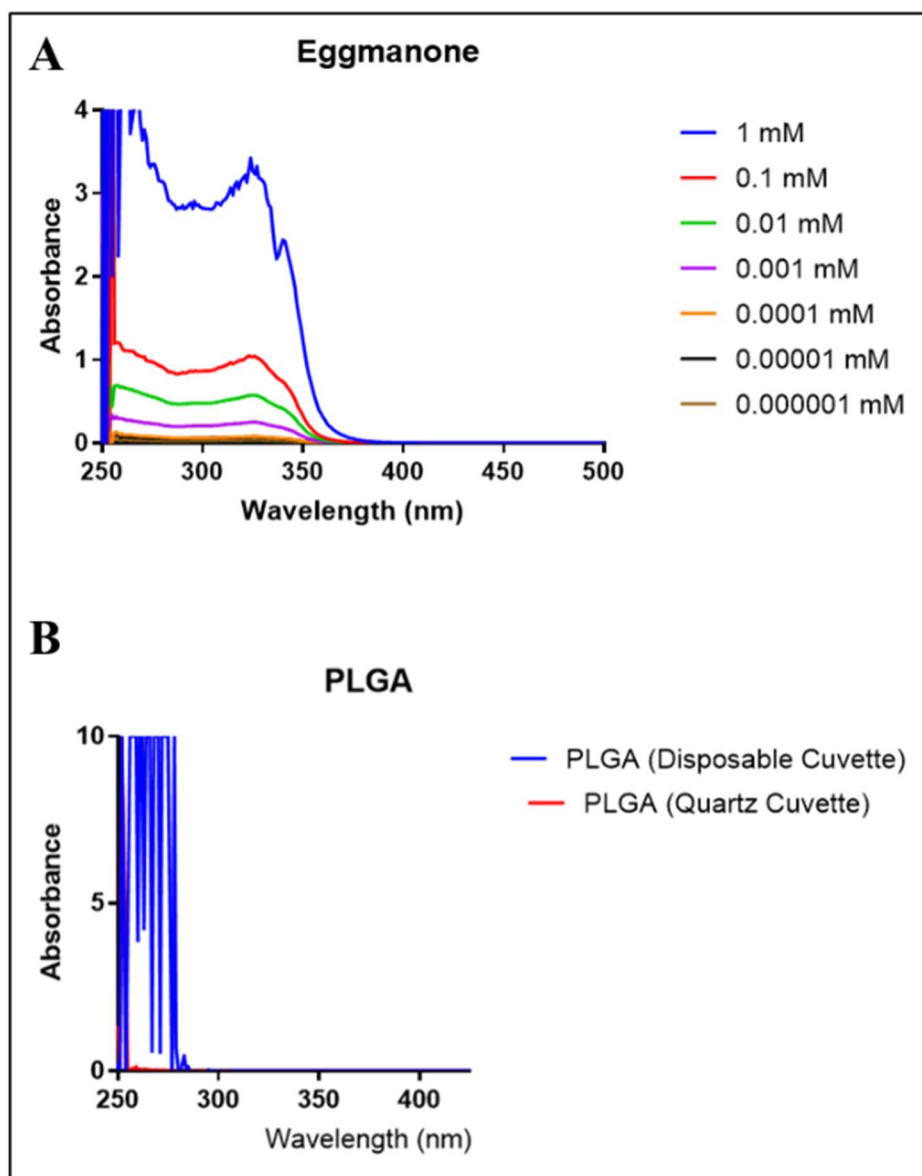 A
Eggmanone
4
3
2
1
0
Absorbance
250 300 350 400 450 500
Wavelength (nm)
1 mM
0.1 mM
0.01 mM
0.001 mM
0.0001 mM
0.00001 mM
0.000001 mM
B
PLGA
10
5
0
Absorbance
250 300 350 400
Wavelength (nm)
PLGA (Disposable Cuvette)
PLGA (Quartz Cuvette)